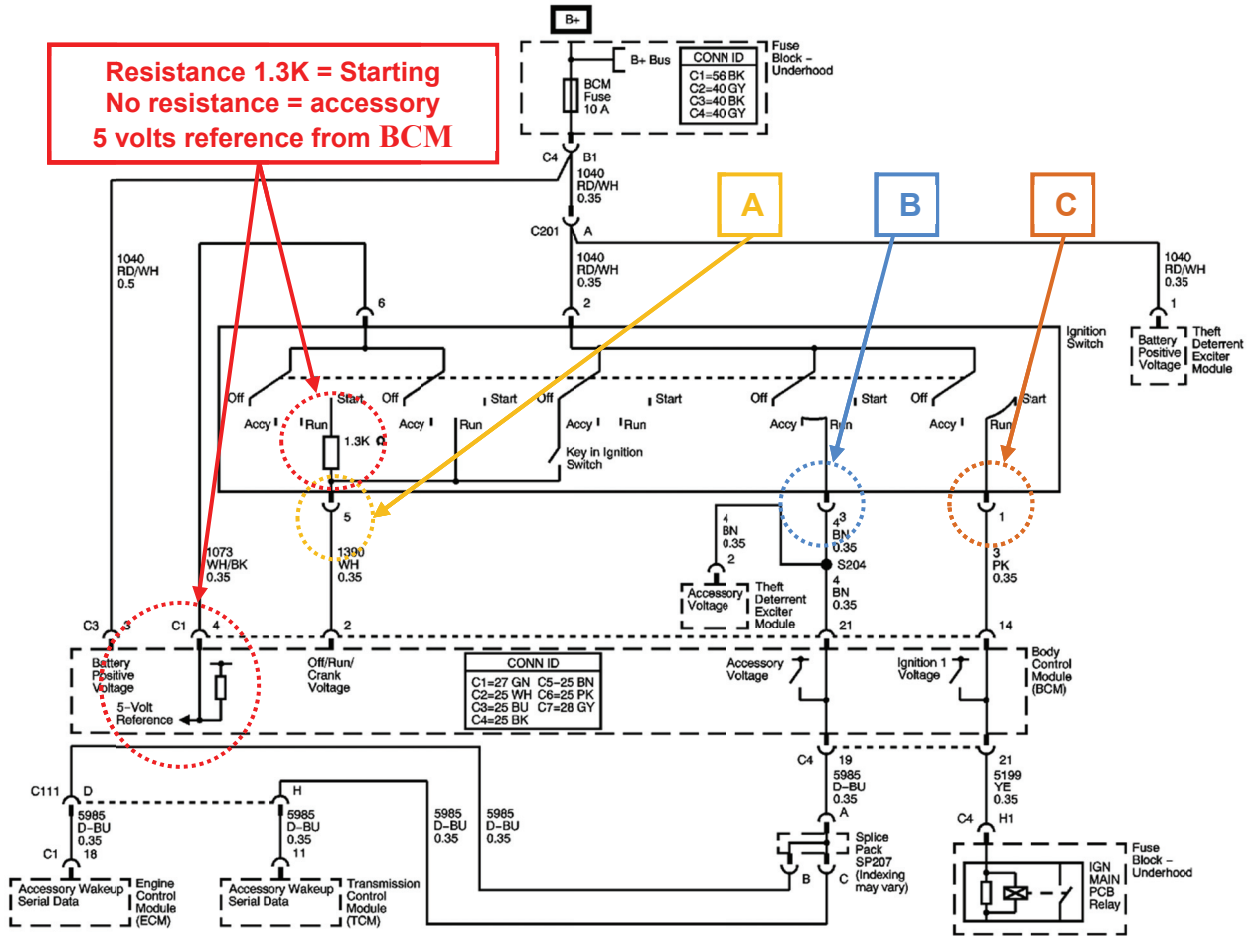 B+
Resistance 1.3K = Starting
No resistance = accessory
5 volts reference from BCM
B+ Bus
BCM
Fuse
10 A
CONN ID
C1=56 BK
C2=40 GY
C3=40 BK
C4=40 GY
Fuse
Block –
Underhood
C4
B1
1040
RD/WH
0.35
A
B
C
C201
A
1040
RD/WH
0.5
1040
RD/WH
0.35
1040
RD/WH
0.35
6
2
1
Ignition
Switch
Battery
Positive
Voltage
Theft
Deterrent
Exciter
Module
Off
Start
Accy
Run
1.3K Ω
Off
Start
Accy
Run
Off
Start
Accy
Run
Key in Ignition
Switch
Off
Start
Accy
Run
Off
Start
Accy
Run
5
3
1
1073
WH/BK
0.35
1390
WH
0.35
4
BN
0.35
4
BN
0.35
3
PK
0.35
2
S204
Accessory
Voltage
Theft
Deterrent
Exciter
Module
4
BN
0.35
C3
3
C1
4
2
21
14
Battery
Positive
Voltage
5–Volt
Reference
Off/Run/
Crank
Voltage
CONN ID
C1=27 GN C5–25 BN
C2=25 WH C6=25 PK
C3=25 BU C7=28 GY
C4=25 BK
Accessory
Voltage
Ignition 1
Voltage
Body
Control
Module
(BCM)
C4
19
21
5985
D–BU
0.35
5199
YE
0.35
C111
D
H
5985
D–BU
0.35
5985
D–BU
0.35
5985
D–BU
0.35
5985
D–BU
0.35
A
Splice
Pack
SP207
(Indexing
may vary)
B
C
C4
H1
C1
18
11
Accessory Wakeup
Serial Data
Engine
Control
Module
(ECM)
Accessory Wakeup
Serial Data
Transmission
Control
Module
(TCM)
IGN
MAIN
PCB
Relay
Fuse
Block –
Underhood